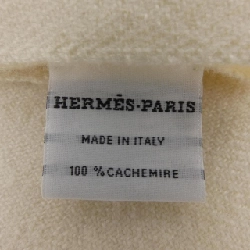 HERMÈS-PARIS
MADE IN ITALY
100 %CACHEMIRE